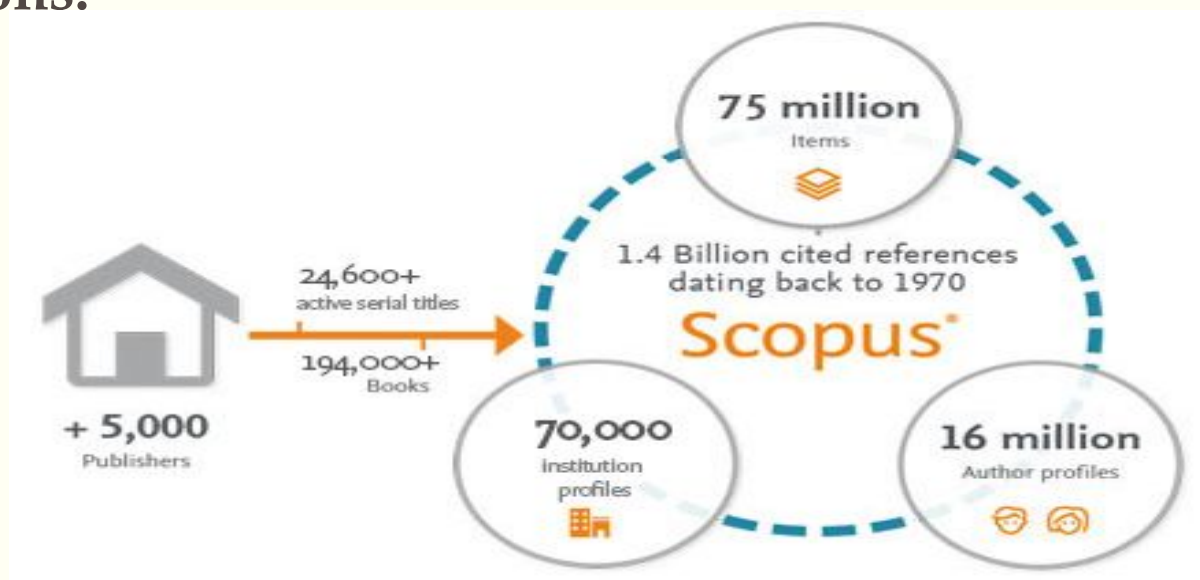 ons:
75 million
Items
1.4 Billion cited references
dating back to 1970
Scopus®
24,600+
active serial titles
194,000+
Books
+ 5,000
Publishers
70,000
institution
profiles
16 million
Author profiles